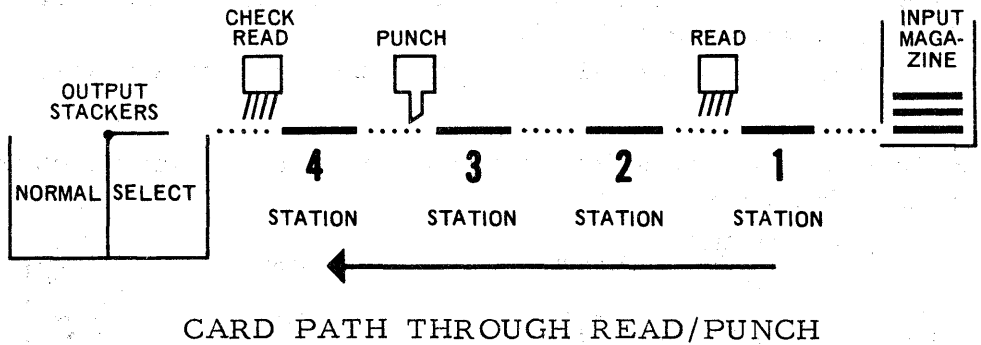 CHECK
READ
PUNCH
READ
INPUT
MAGA-
ZINE
OUTPUT
STACKERS
NORMAL
SELECT
4
3
2
1
STATION
STATION
STATION
STATION
CARD PATH THROUGH READ/PUNCH